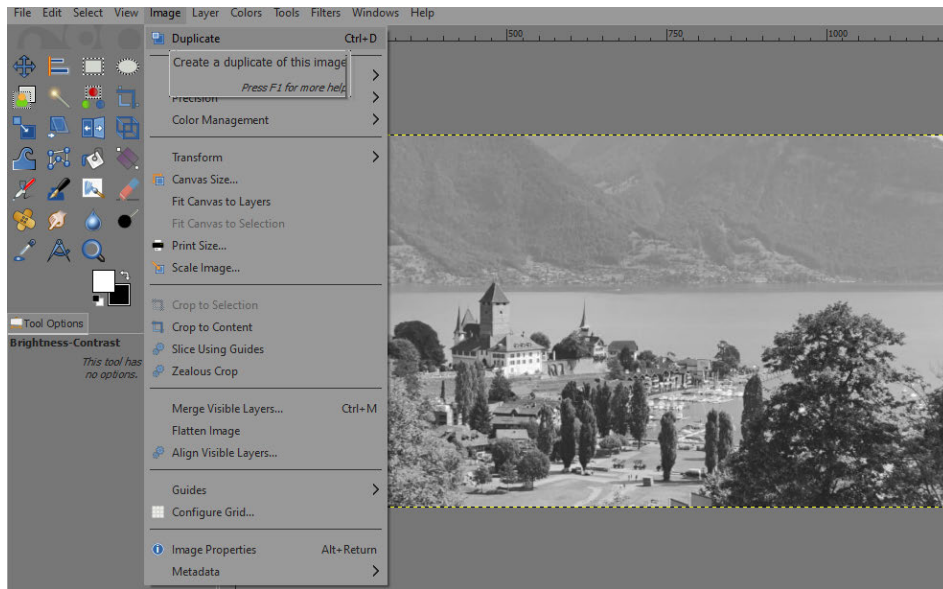 File Edit Select View Image Layer Colors Tools Filters Windows Help
Duplicate Ctrl+D
Create a duplicate of this image
Press F1 for more help
Precision
Color Management
Transform
Canvas Size...
Fit Canvas to Layers
Fit Canvas to Selection
Print Size...
Scale Image...
Crop to Selection
Crop to Content
Slice Using Guides
Zealous Crop
Merge Visible Layers... Ctrl+M
Flatten Image
Align Visible Layers...
Guides
Configure Grid...
Image Properties Alt+Return
Metadata
500 750 1000
Tool Options
Brightness-Contrast
This tool has
no options.